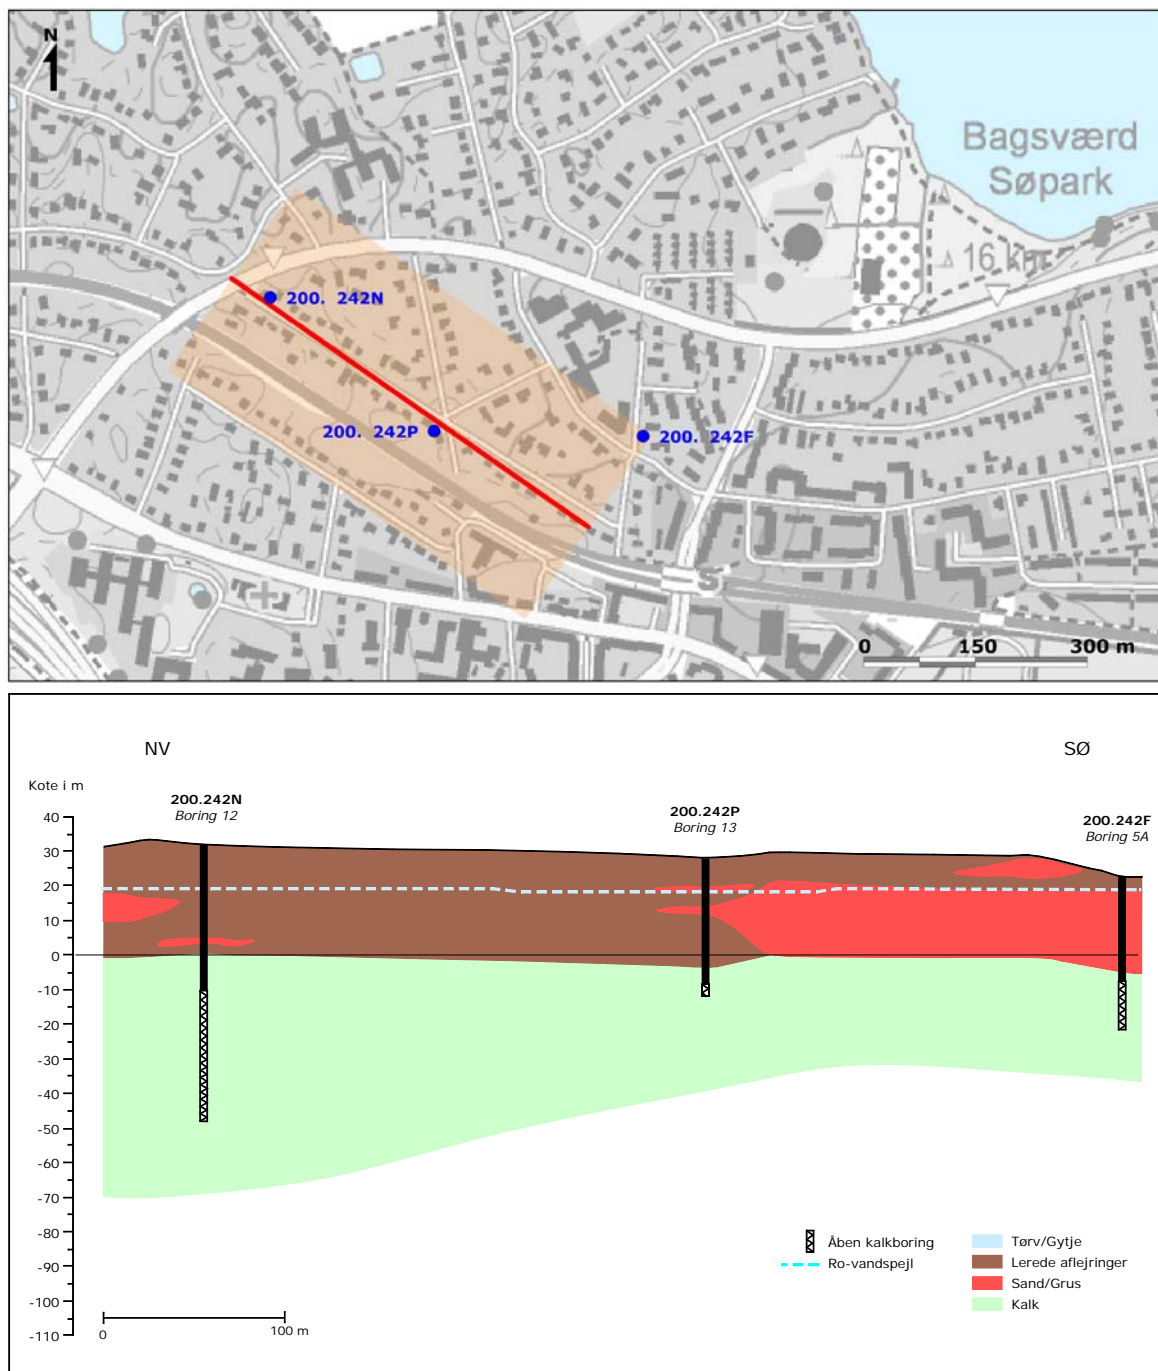 N
Bagsværd
Søpark
16 km
200. 242N
200. 242P
200. 242F
S
0 150 300 m
NV SØ
Kote i m
200.242N
Boring 12
200.242P
Boring 13
200.242F
Boring 5A
40
30
20
10
0
-10
-20
-30
-40
-50
-60
-70
-80
-90
-100
-110
Åben kalkboring
Ro-vandspejl
Tørv/Gytje
Lerede aflejringer
Sand/Grus
Kalk
0 100 m